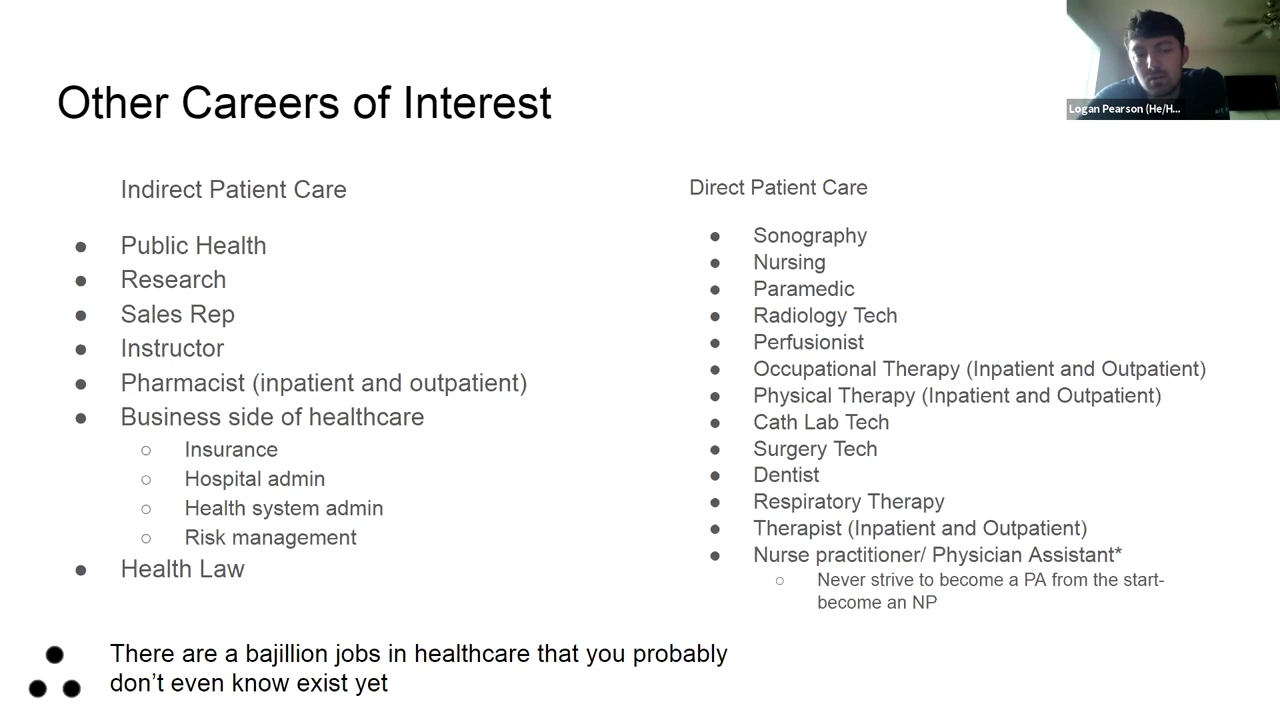 Other Careers of Interest
Logan Pearson (He/H...
Indirect Patient Care
Public Health
Research
Sales Rep
Instructor
Pharmacist (inpatient and outpatient)
Business side of healthcare
Insurance
Hospital admin
Health system admin
Risk management
Health Law
Direct Patient Care
Sonography
Nursing
Paramedic
Radiology Tech
Perfusionist
Occupational Therapy (Inpatient and Outpatient)
Physical Therapy (Inpatient and Outpatient)
Cath Lab Tech
Surgery Tech
Dentist
Respiratory Therapy
Therapist (Inpatient and Outpatient)
Nurse practitioner/ Physician Assistant*
Never strive to become a PA from the start-
become an NP
There are a bajillion jobs in healthcare that you probably
don’t even know exist yet